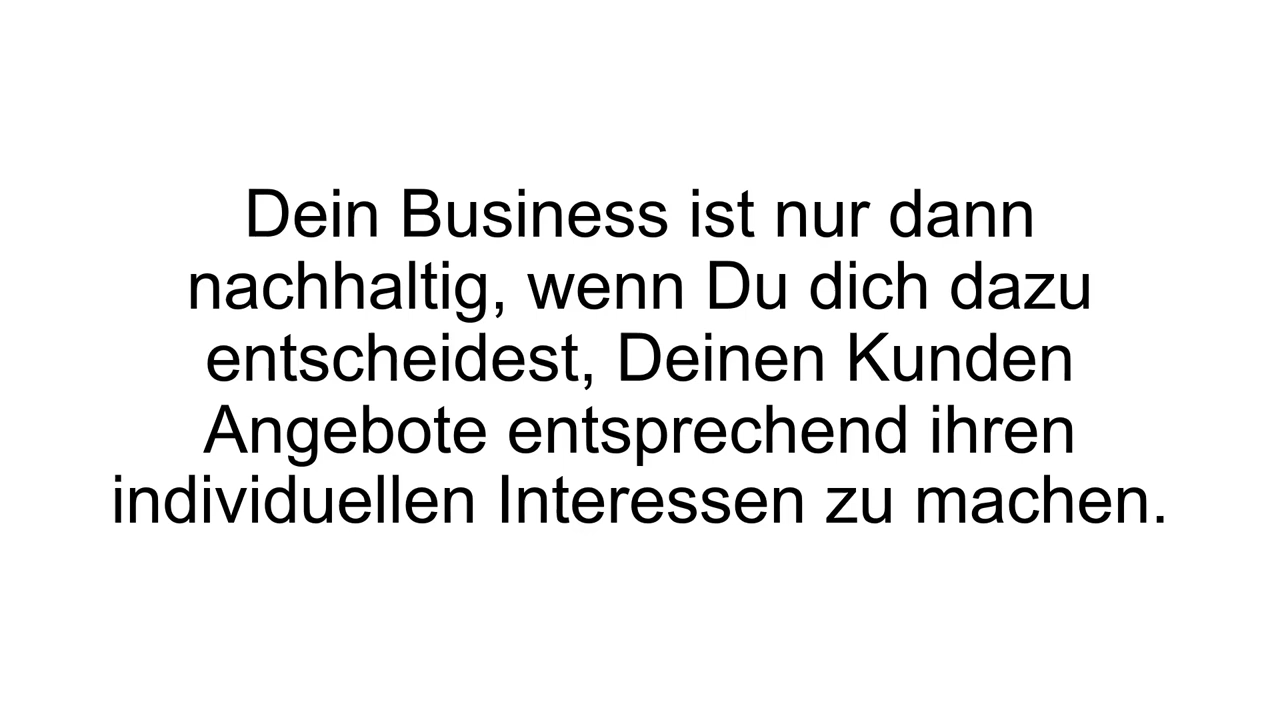 Dein Business ist nur dann
nachhaltig, wenn Du dich dazu
entscheidest, Deinen Kunden
Angebote entsprechend ihren
individuellen Interessen zu machen.